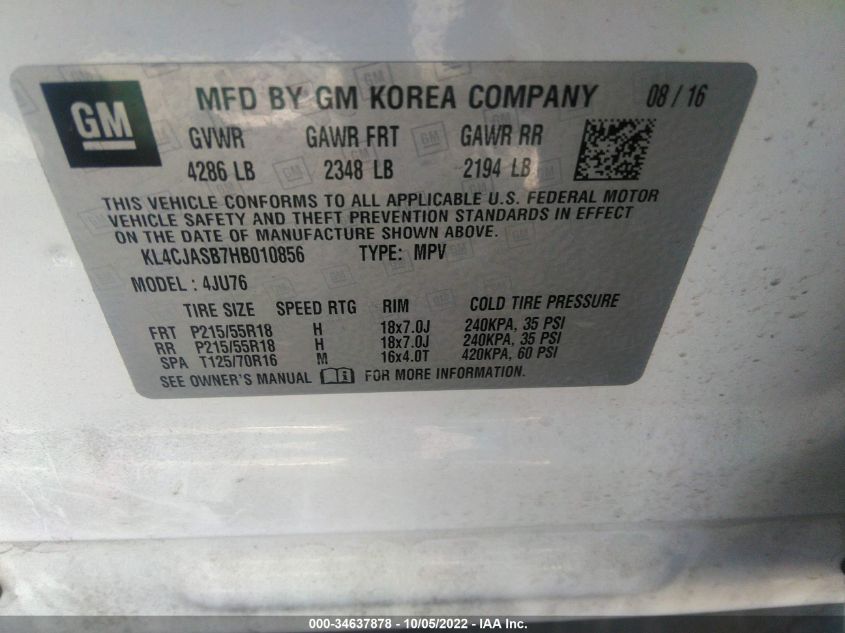 GM
MFD BY GM KOREA COMPANY 08 / 16
GVWR GAWR FRT GAWR RR
4286 LB 2348 LB 2194 LB
THIS VEHICLE CONFORMS TO ALL APPLICABLE U.S. FEDERAL MOTOR
VEHICLE SAFETY AND THEFT PREVENTION STANDARDS IN EFFECT
ON THE DATE OF MANUFACTURE SHOWN ABOVE.
KL4CJASB7HB010856 TYPE: MPV
MODEL : 4JU76
TIRE SIZE SPEED RTG RIM COLD TIRE PRESSURE
FRT P215/55R18 H 18x7.0J 240KPA, 35 PSI
RR P215/55R18 H 18x7.0J 240KPA, 35 PSI
SPA T125/70R16 M 16x4.0T 420KPA, 60 PSI
SEE OWNER'S MANUAL FOR MORE INFORMATION.
000-34637878 - 10/05/2022 - IAA Inc.